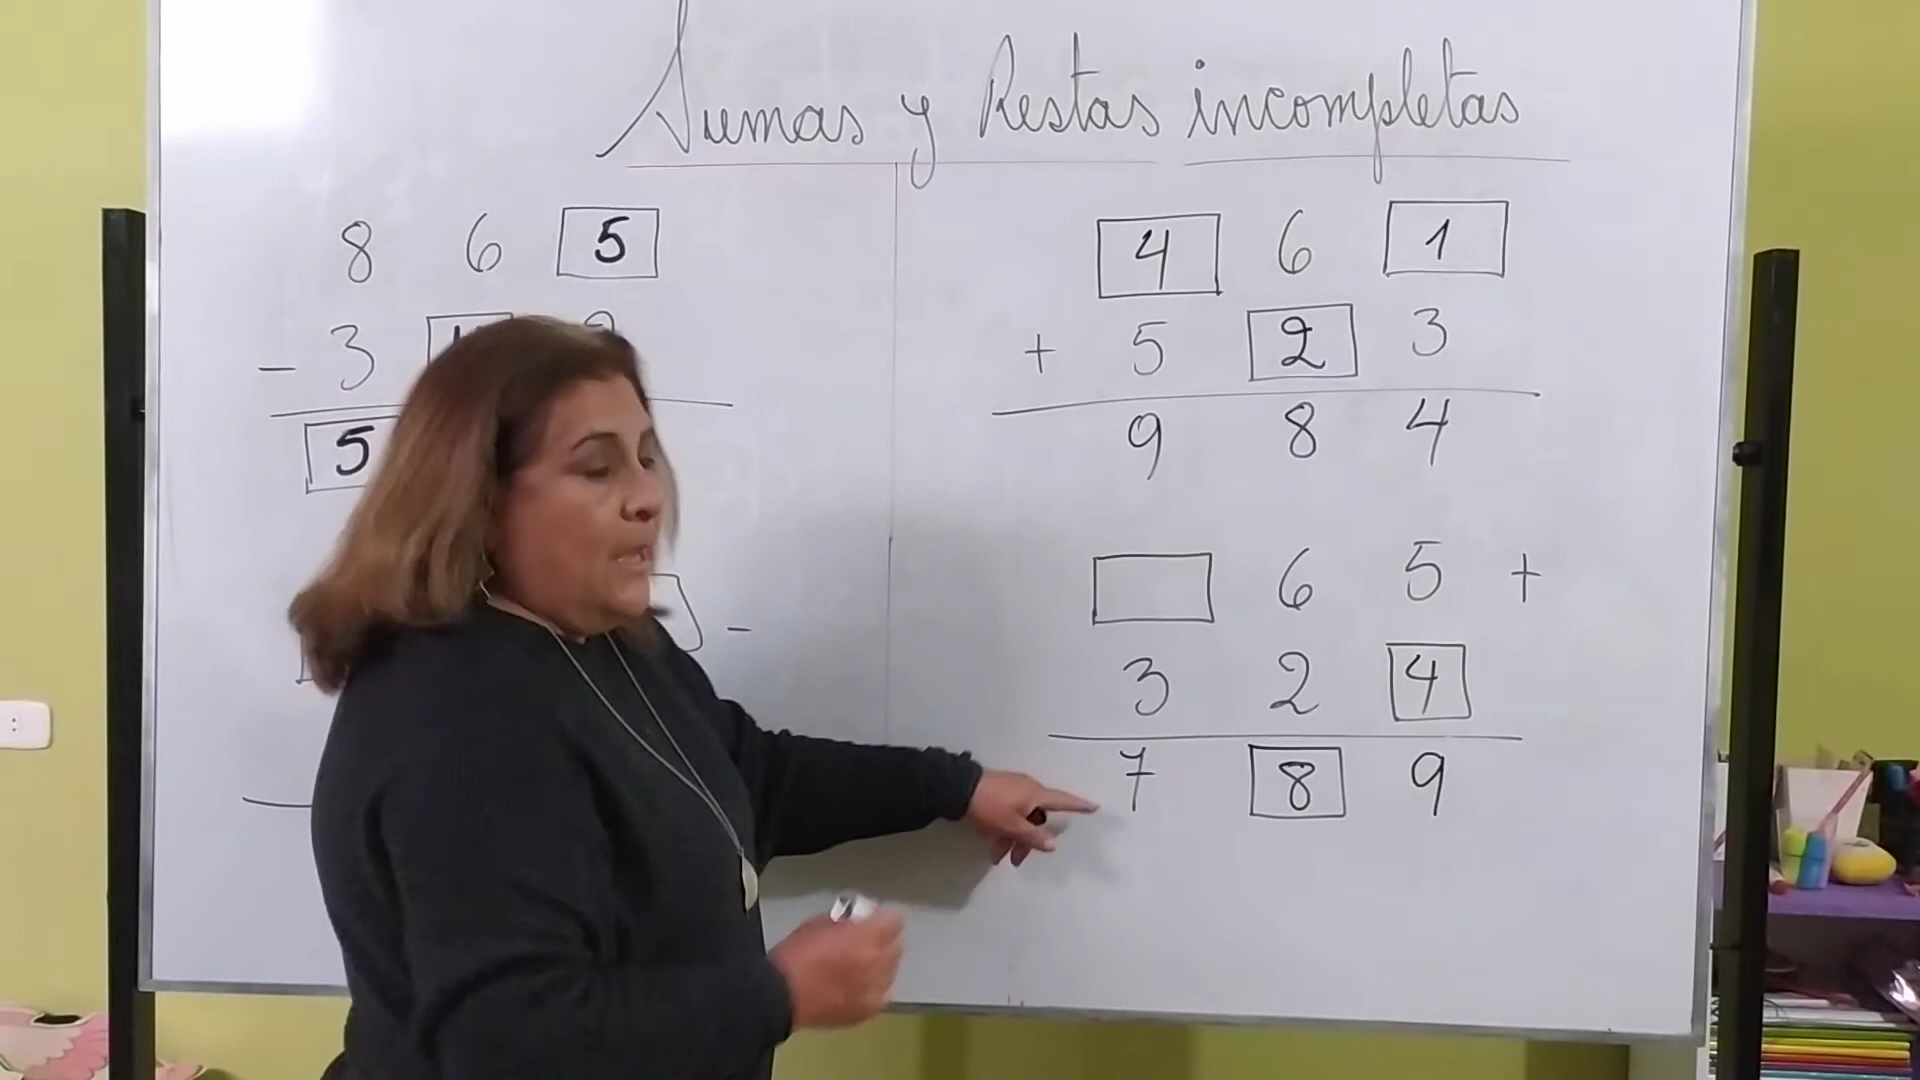 Sumas y Restas incompletas
8 6 5
- 3
5
4 6 1
+ 5 2 3
9 8 4
6 5 +
3 2 4
7 8 9
-